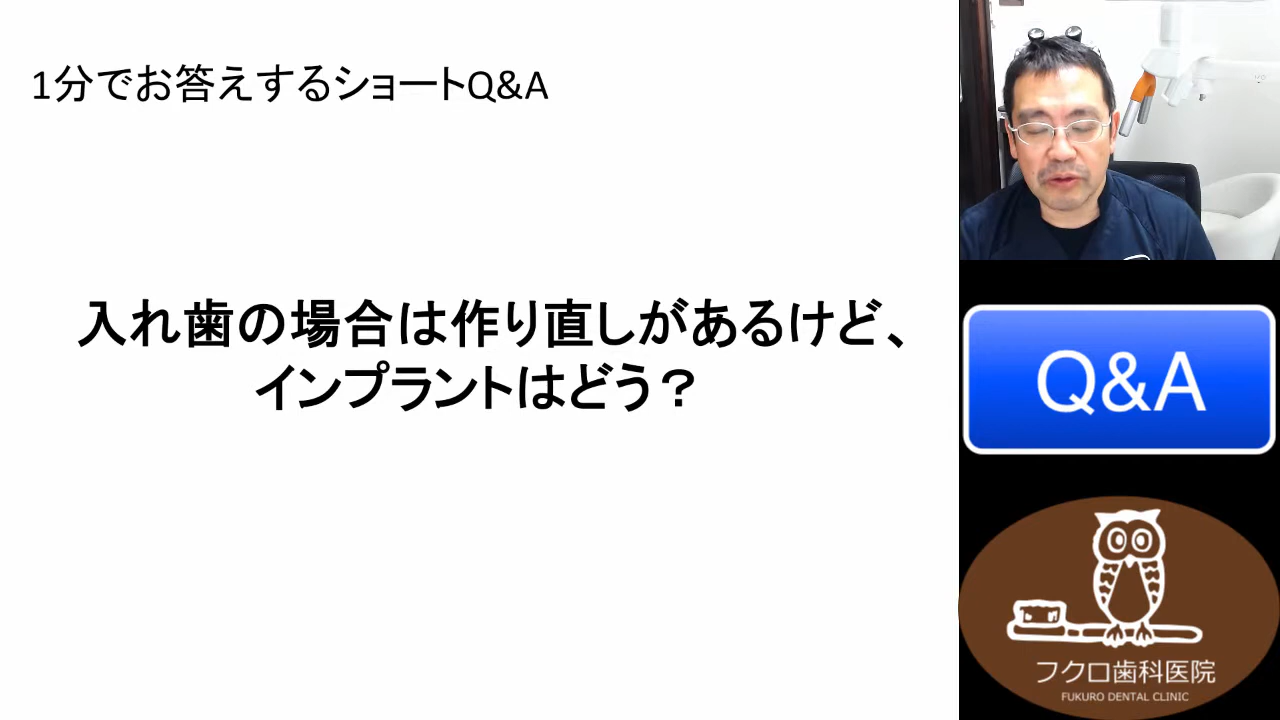 1分でお答えするショートQ&A
入れ歯の場合は作り直しがあるけど、
インプラントはどう？
Q&A
フクロ歯科医院
FUKURO DENTAL CLINIC